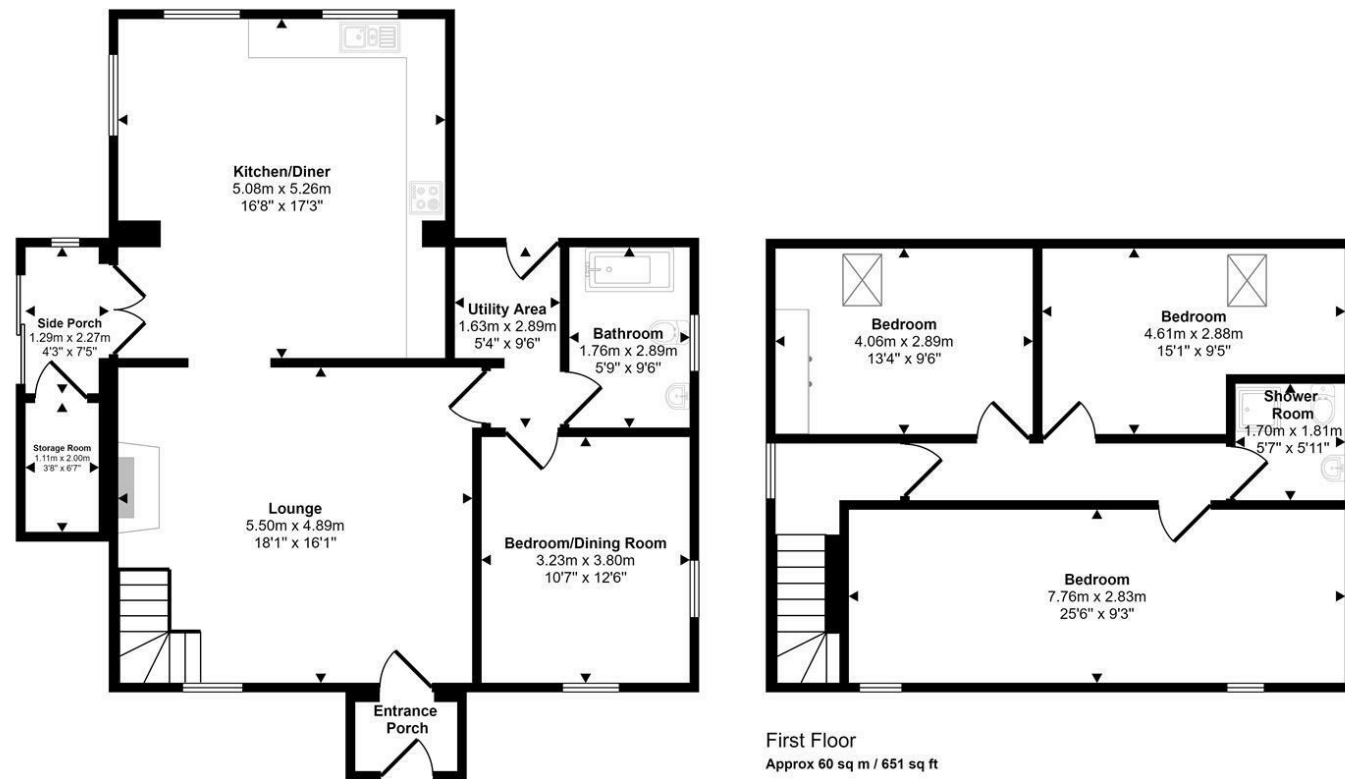 Kitchen/Diner
5.08m x 5.26m
16'8" x 17'3"
Side Porch
1.29m x 2.27m
4'3" x 7'5"
Utility Area
1.63m x 2.89m
5'4" x 9'6"
Bathroom
1.76m x 2.89m
5'9" x 9'6"
Storage Room
1.11m x 2.00m
3'8" x 6'7"
Lounge
5.50m x 4.89m
18'1" x 16'1"
Bedroom/Dining Room
3.23m x 3.80m
10'7" x 12'6"
Entrance
Porch
Bedroom
4.06m x 2.89m
13'4" x 9'6"
Bedroom
4.61m x 2.88m
15'1" x 9'5"
Shower
Room
1.70m x 1.81m
5'7" x 5'11"
Bedroom
7.76m x 2.83m
25'6" x 9'3"
First Floor
Approx 60 sq m / 651 sq ft